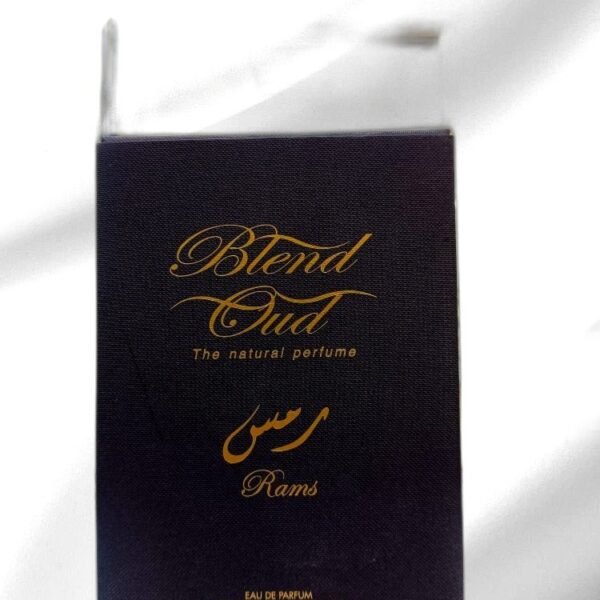 Blend
Oud
The natural perfume
رمس
Rams
EAU DE PARFUM